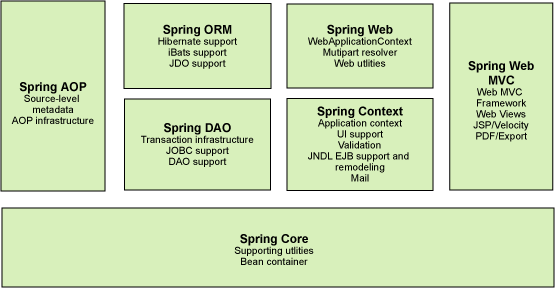 Spring AOP
Source-level
metadata
AOP infrastructure
Spring ORM
Hibernate support
iBats support
JDO support
Spring DAO
Transaction infrastructure
JOBC support
DAO support
Spring Web
WebApplicationContext
Mutipart resolver
Web utlities
Spring Context
Application context
UI support
Validation
JNDL EJB support and
remodeling
Mail
Spring Web
MVC
Web MVC
Framework
Web Views
JSP/Velocity
PDF/Export
Spring Core
Supporting utlities
Bean container